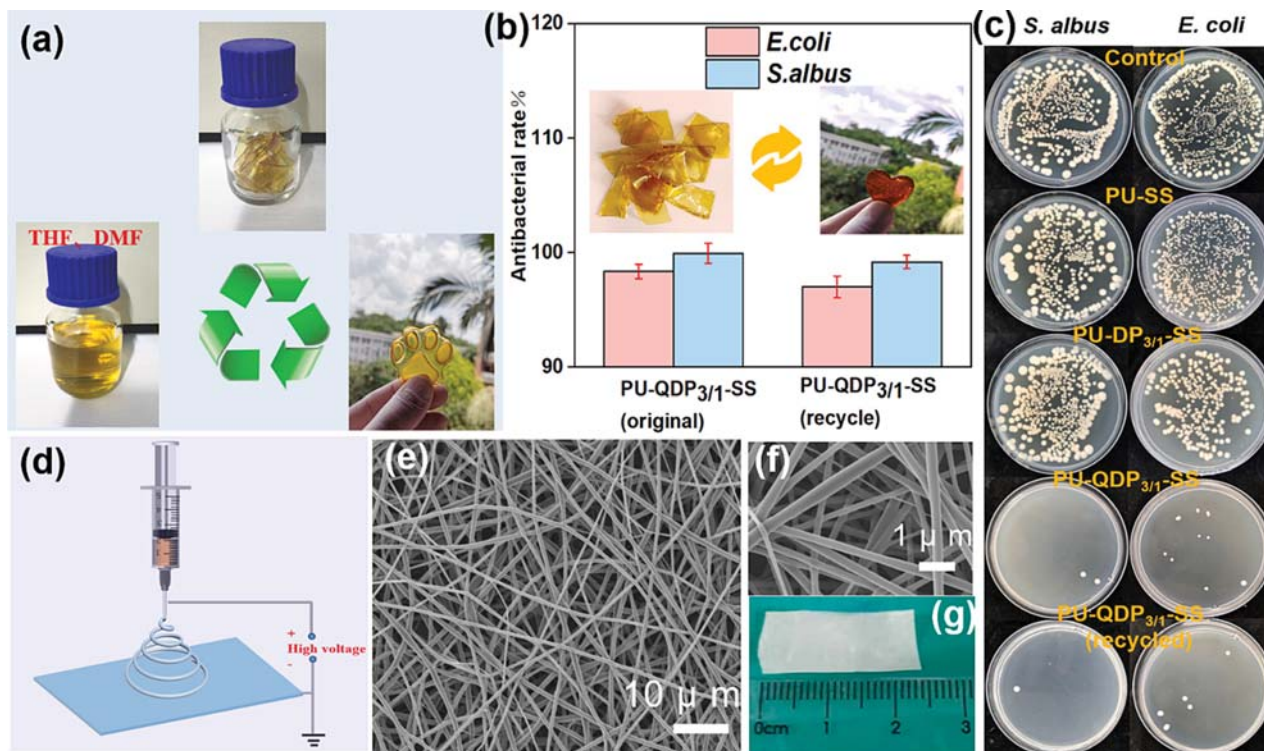 (a)
THF、DMF
(b)
120
110
100
90
Antibacterial rate%
E.coli
S.albus
PU-QDP3/1-SS
(original)
PU-QDP3/1-SS
(recycle)
(c)
S. albus
E. coli
Control
PU-SS
PU-DP3/1-SS
PU-QDP3/1-SS
PU-QDP3/1-SS
(recycled)
(d)
+
High voltage
-
(e)
10 μ m
(f)
1 μ m
(g)
0cm 1 2 3